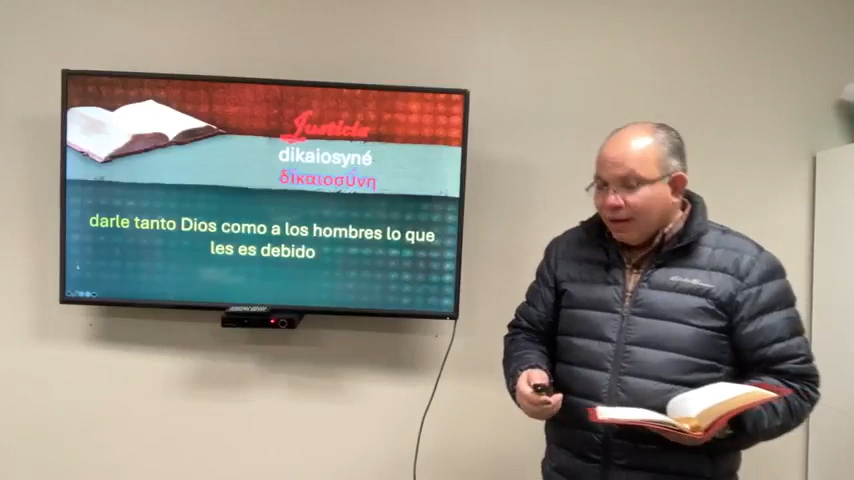 Justicia
dikaiosyné
δικαιοσύνη
darle tanto Dios como a los hombres lo que
les es debido